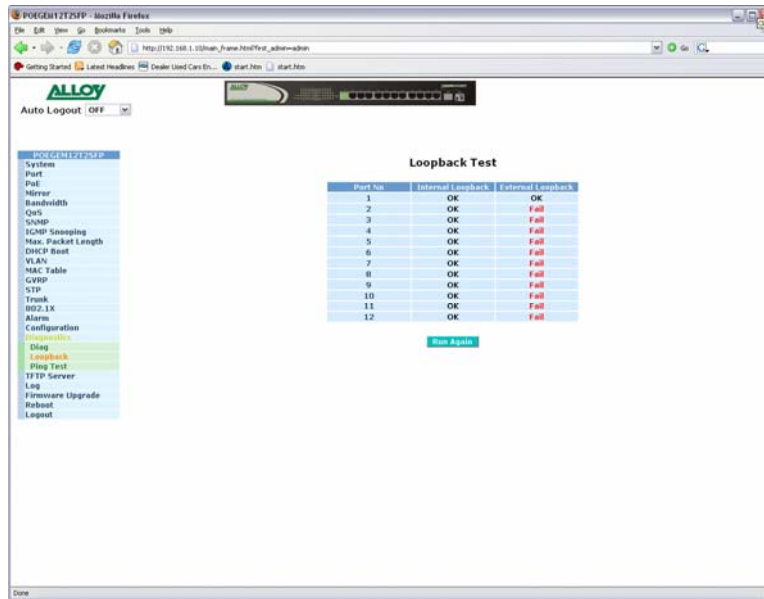 POEGEM12T2SFP - Mozilla Firefox
File Edit View Go Bookmarks Tools Help
http://192.168.1.10/main_frame.html?first_admin=admin
Go
Getting Started Latest Headlines Dealer Used Cars En... start.htm start.htm
ALLOY
Auto Logout OFF
ALLOY
POEGEM12T2SFP
System
Port
PoE
Mirror
Bandwidth
QoS
SNMP
IGMP Snooping
Max. Packet Length
DHCP Boot
VLAN
MAC Table
GVRP
STP
Trunk
802.1X
Alarm
Configuration
Diagnostics
Diag
Loopback
Ping Test
TFTP Server
Log
Firmware Upgrade
Reboot
Logout
Loopback Test
Port No Internal Loopback External Loopback
1 OK OK
2 OK Fail
3 OK Fail
4 OK Fail
5 OK Fail
6 OK Fail
7 OK Fail
8 OK Fail
9 OK Fail
10 OK Fail
11 OK Fail
12 OK Fail
Run Again
Done